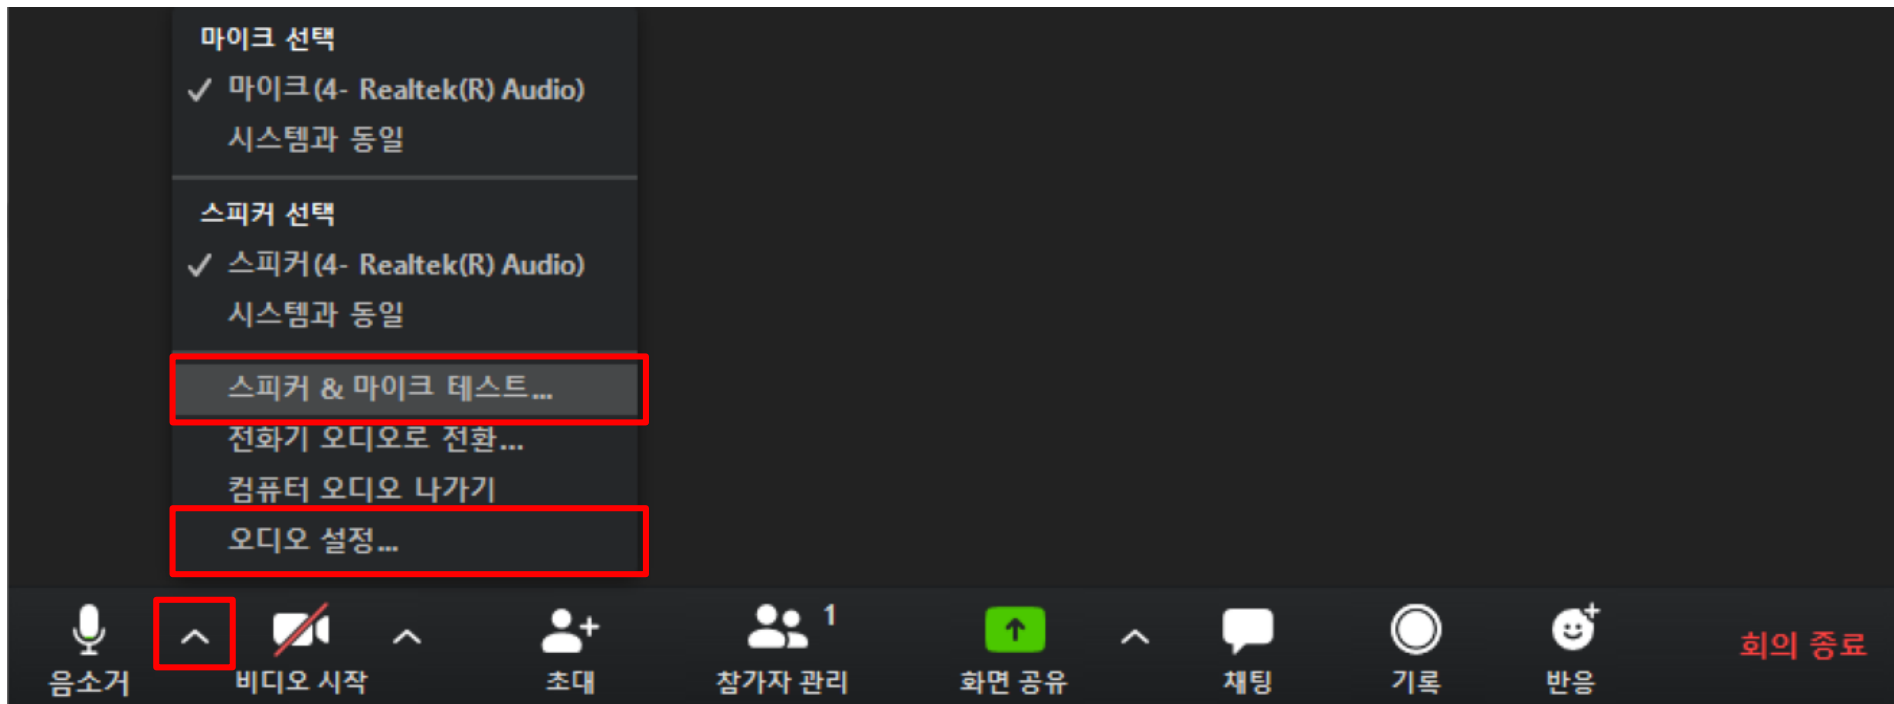 마이크 선택
마이크(4- Realtek(R) Audio)
시스템과 동일
스피커 선택
스피커(4- Realtek(R) Audio)
시스템과 동일
스피커 & 마이크 테스트...
전화기 오디오로 전환...
컴퓨터 오디오 나가기
오디오 설정...
1
음소거 비디오 시작 초대 참가자 관리 화면 공유 채팅 기록 반응 회의 종료